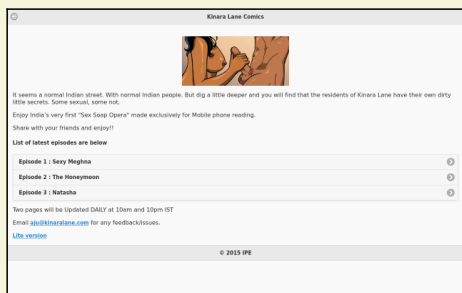 Kinara Lane Comics
It seems a normal Indian street. With normal Indian people. But dig a little deeper and you will find that the residents of Kinara Lane have their own dirty
little secrets. Some sexual, some not.
Enjoy India's very first "Sex Soap Opera" made exclusively for Mobile phone reading.
Share with your friends and enjoy!!
List of latest episodes are below
Episode 1 : Sexy Meghna
Episode 2 : The Honeymoon
Episode 3 : Natasha
Two pages will be Updated DAILY at 10am and 10pm IST
Email aju@kinaralane.com for any feedback/issues.
Lite version
© 2015 IPE